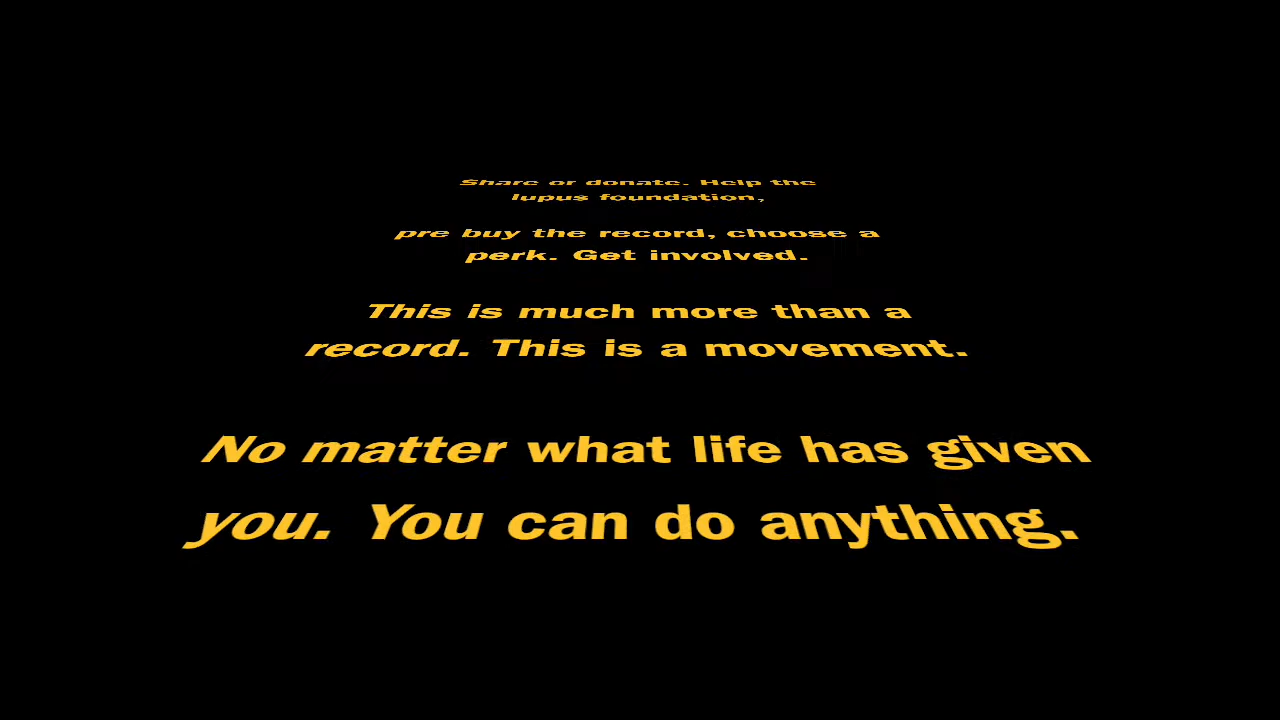 Share or donate. Help the
lupus foundation,
pre buy the record, choose a
perk. Get involved.
This is much more than a
record. This is a movement.
No matter what life has given
you. You can do anything.